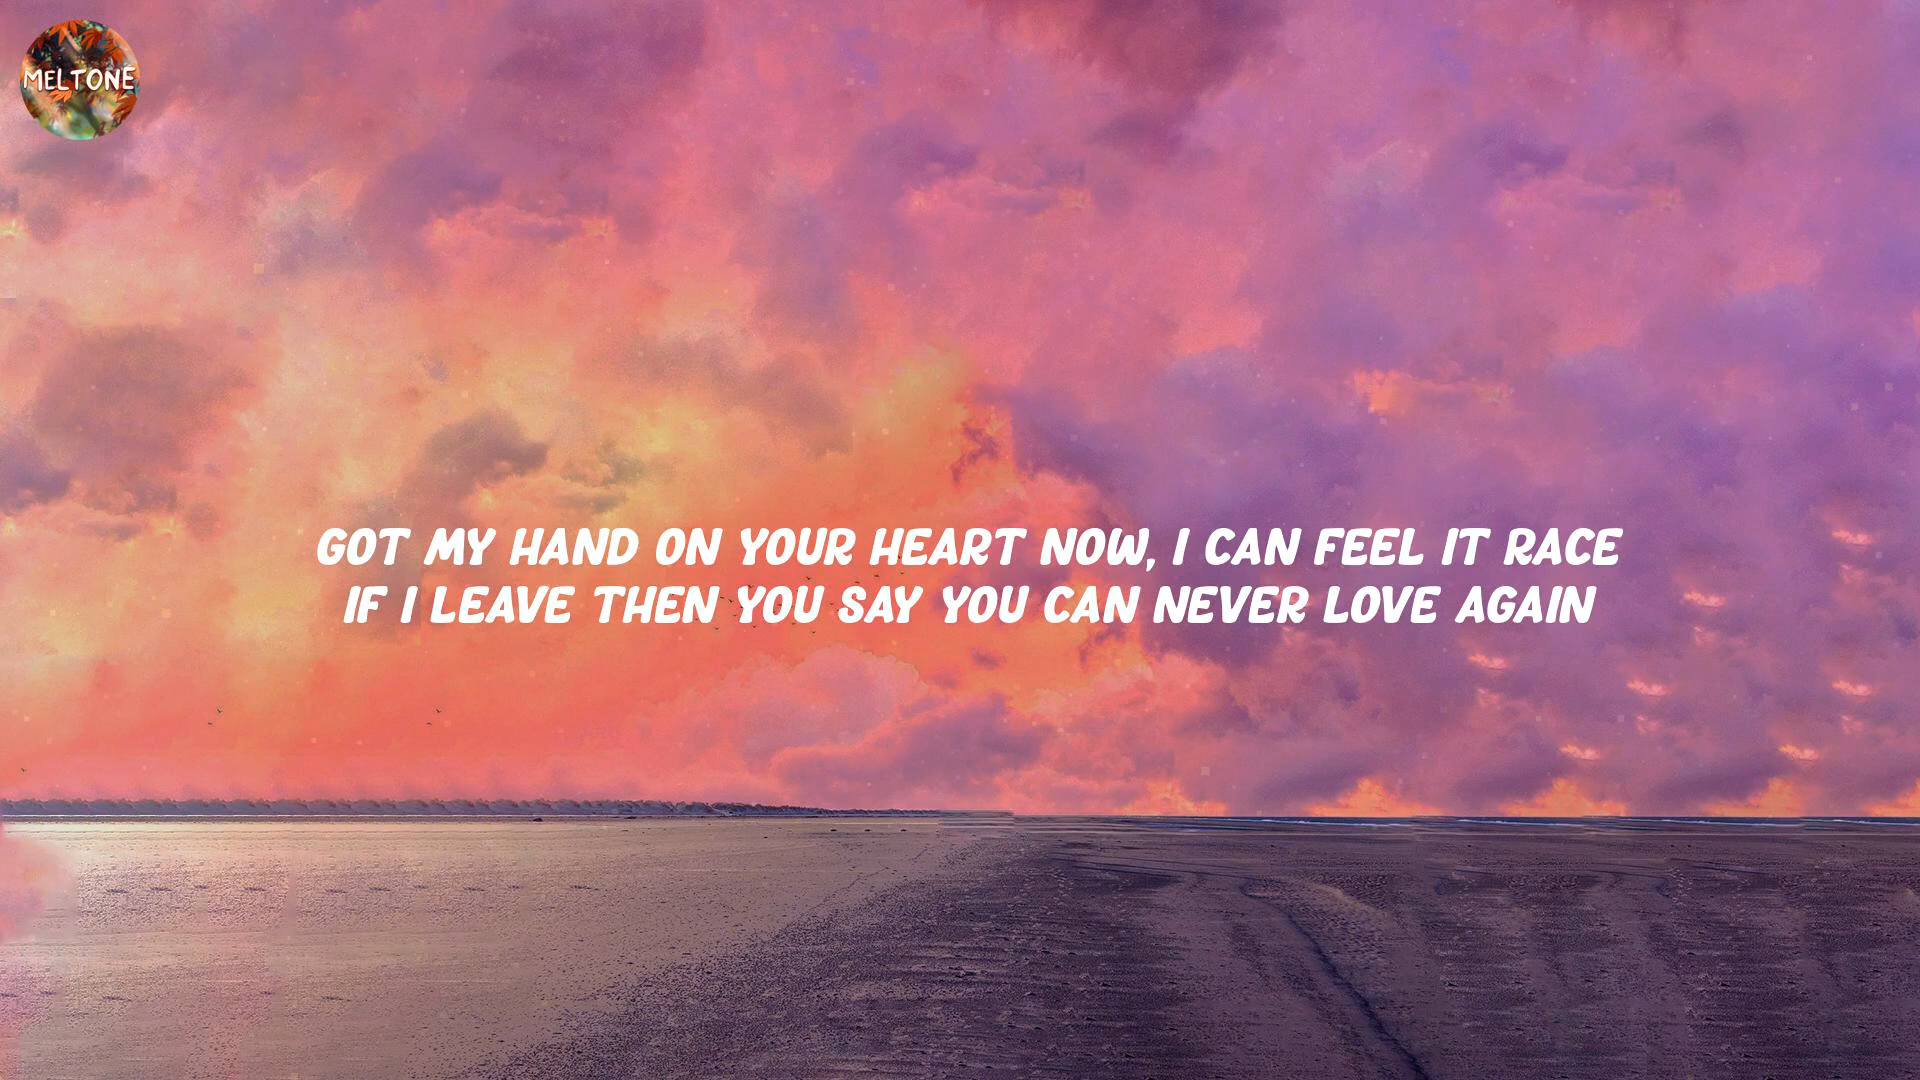 MELTONE
GOT MY HAND ON YOUR HEART NOW, I CAN FEEL IT RACE
IF I LEAVE THEN YOU SAY YOU CAN NEVER LOVE AGAIN